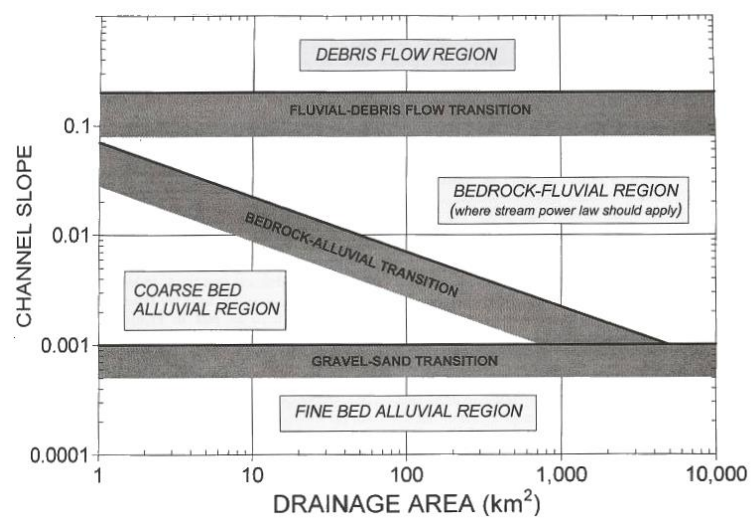 DEBRIS FLOW REGION
FLUVIAL-DEBRIS FLOW TRANSITION
0.1
BEDROCK-FLUVIAL REGION
(where stream power law should apply)
BEDROCK-ALLUVIAL TRANSITION
0.01
COARSE BED
ALLUVIAL REGION
CHANNEL SLOPE
0.001
GRAVEL-SAND TRANSITION
FINE BED ALLUVIAL REGION
0.0001
1 10 100 1,000 10,000
DRAINAGE AREA (km²)